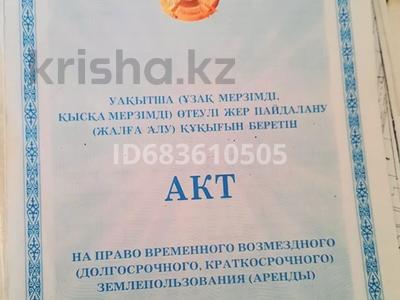 krisha.kz
УАҚЫТША (ҰЗАҚ МЕРЗІМДІ,
ҚЫСҚА МЕРЗІМДІ) ӨТЕУЛІ ЖЕР ПАЙДАЛАНУ
(ЖАЛҒА АЛУ) ҚҰҚЫҒЫН БЕРЕТІН
ID683610505
АКТ
НА ПРАВО ВРЕМЕННОГО ВОЗМЕЗДНОГО
(ДОЛГОСРОЧНОГО, КРАТКОСРОЧНОГО)
ЗЕМЛЕПОЛЬЗОВАНИЯ (АРЕНДЫ)